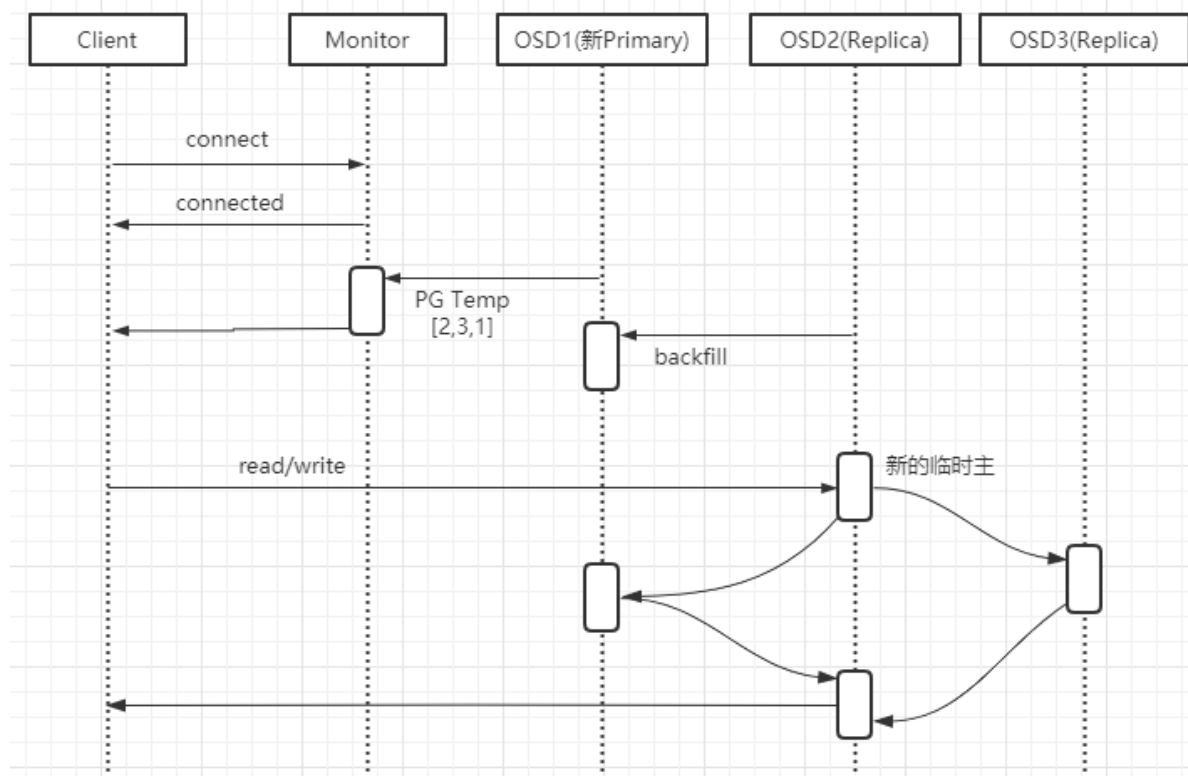 Client
Monitor
OSD1(新Primary)
OSD2(Replica)
OSD3(Replica)
connect
connected
PG Temp
[2,3,1]
backfill
read/write
新的临时主